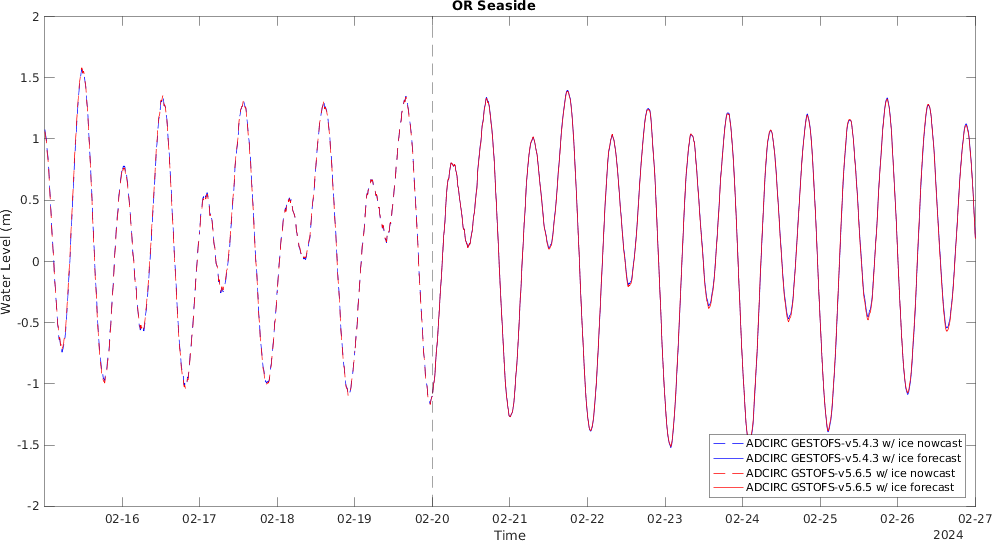 OR Seaside
2
1.5
1
0.5
0
-0.5
-1
-1.5
-2
Water Level (m)
ADCIRC GESTOFS-v5.4.3 w/ ice nowcast
ADCIRC GESTOFS-v5.4.3 w/ ice forecast
ADCIRC GSTOFS-v5.6.5 w/ ice nowcast
ADCIRC GSTOFS-v5.6.5 w/ ice forecast
02-16 02-17 02-18 02-19 02-20 02-21 02-22 02-23 02-24 02-25 02-26 02-27
Time
2024